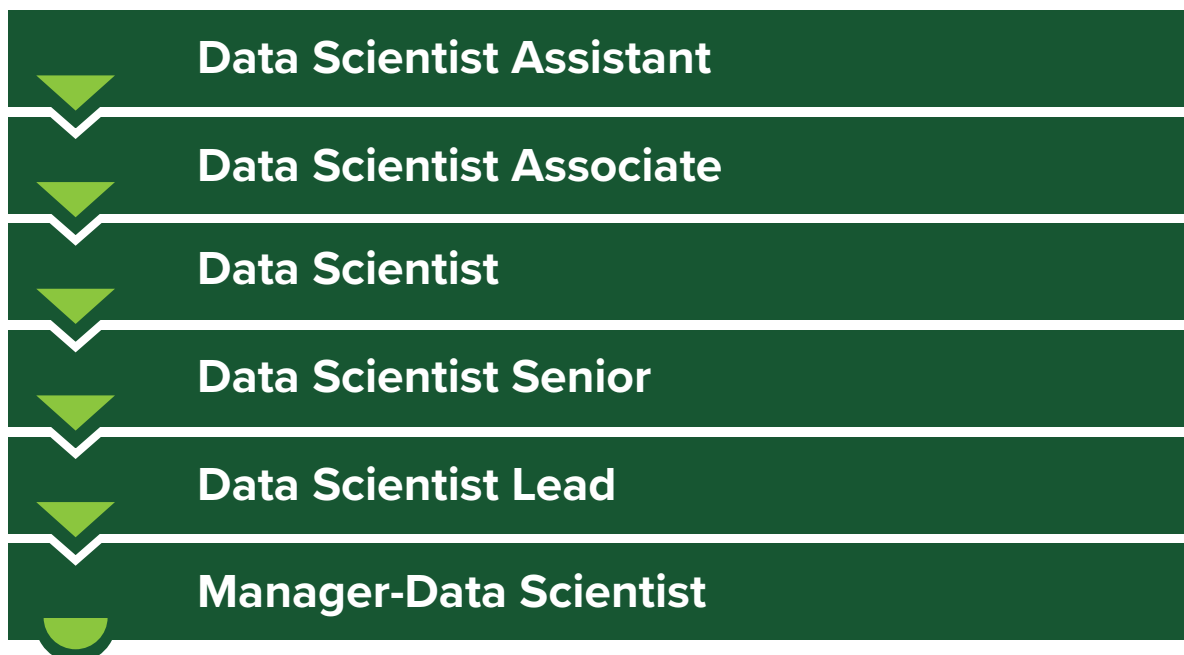 Data Scientist Assistant
Data Scientist Associate
Data Scientist
Data Scientist Senior
Data Scientist Lead
Manager-Data Scientist